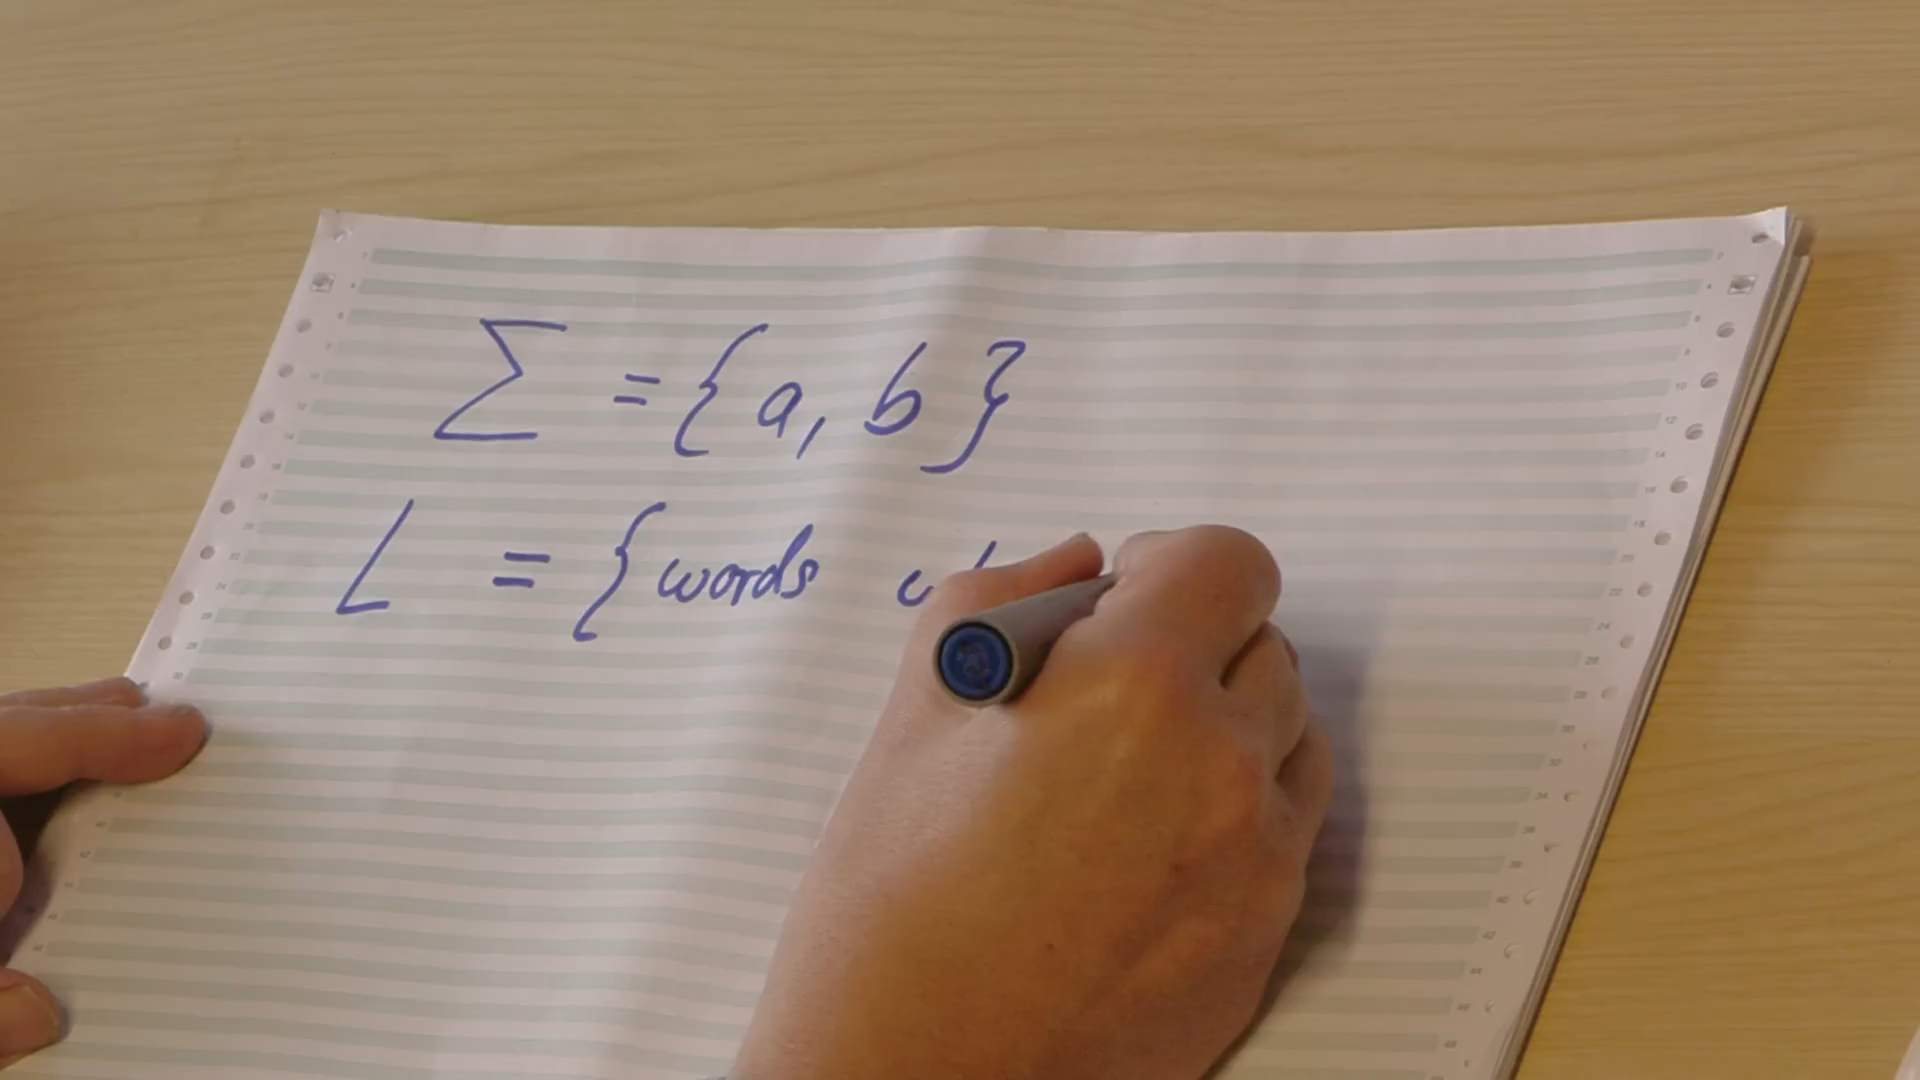 Σ = { a, b }
L = { words